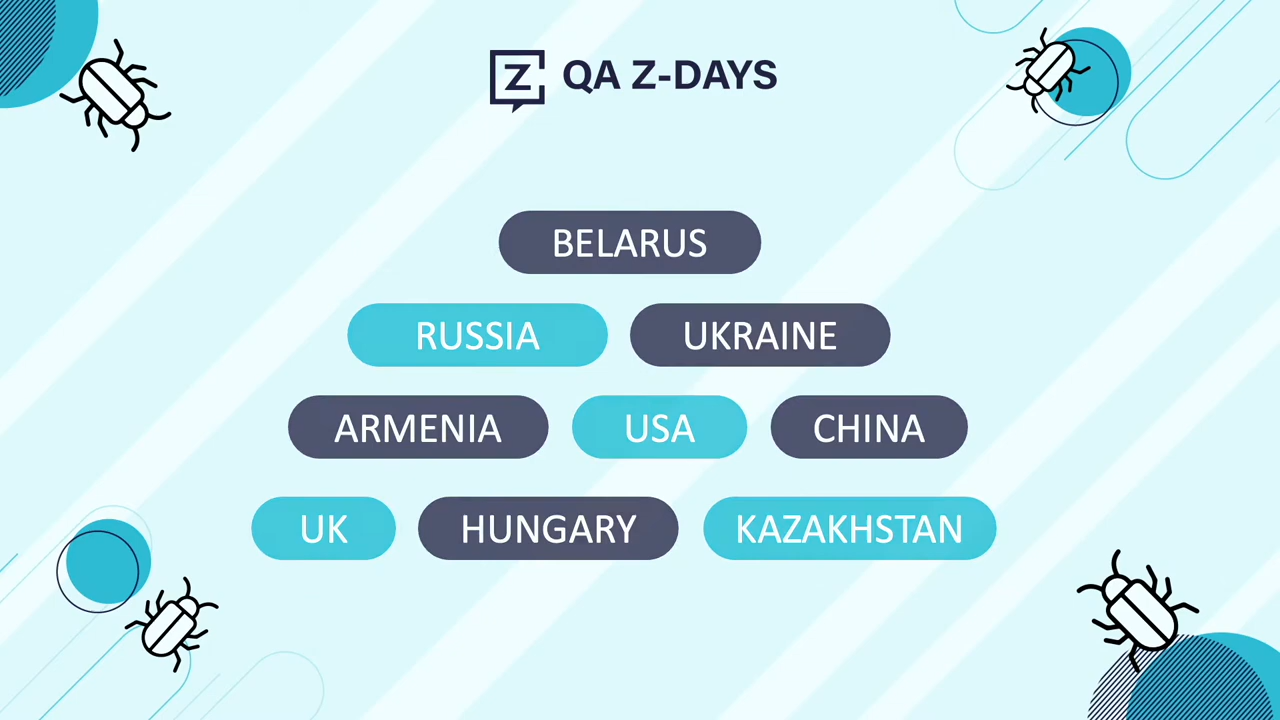 Z QA Z-DAYS
BELARUS
RUSSIA UKRAINE
ARMENIA USA CHINA
UK HUNGARY KAZAKHSTAN